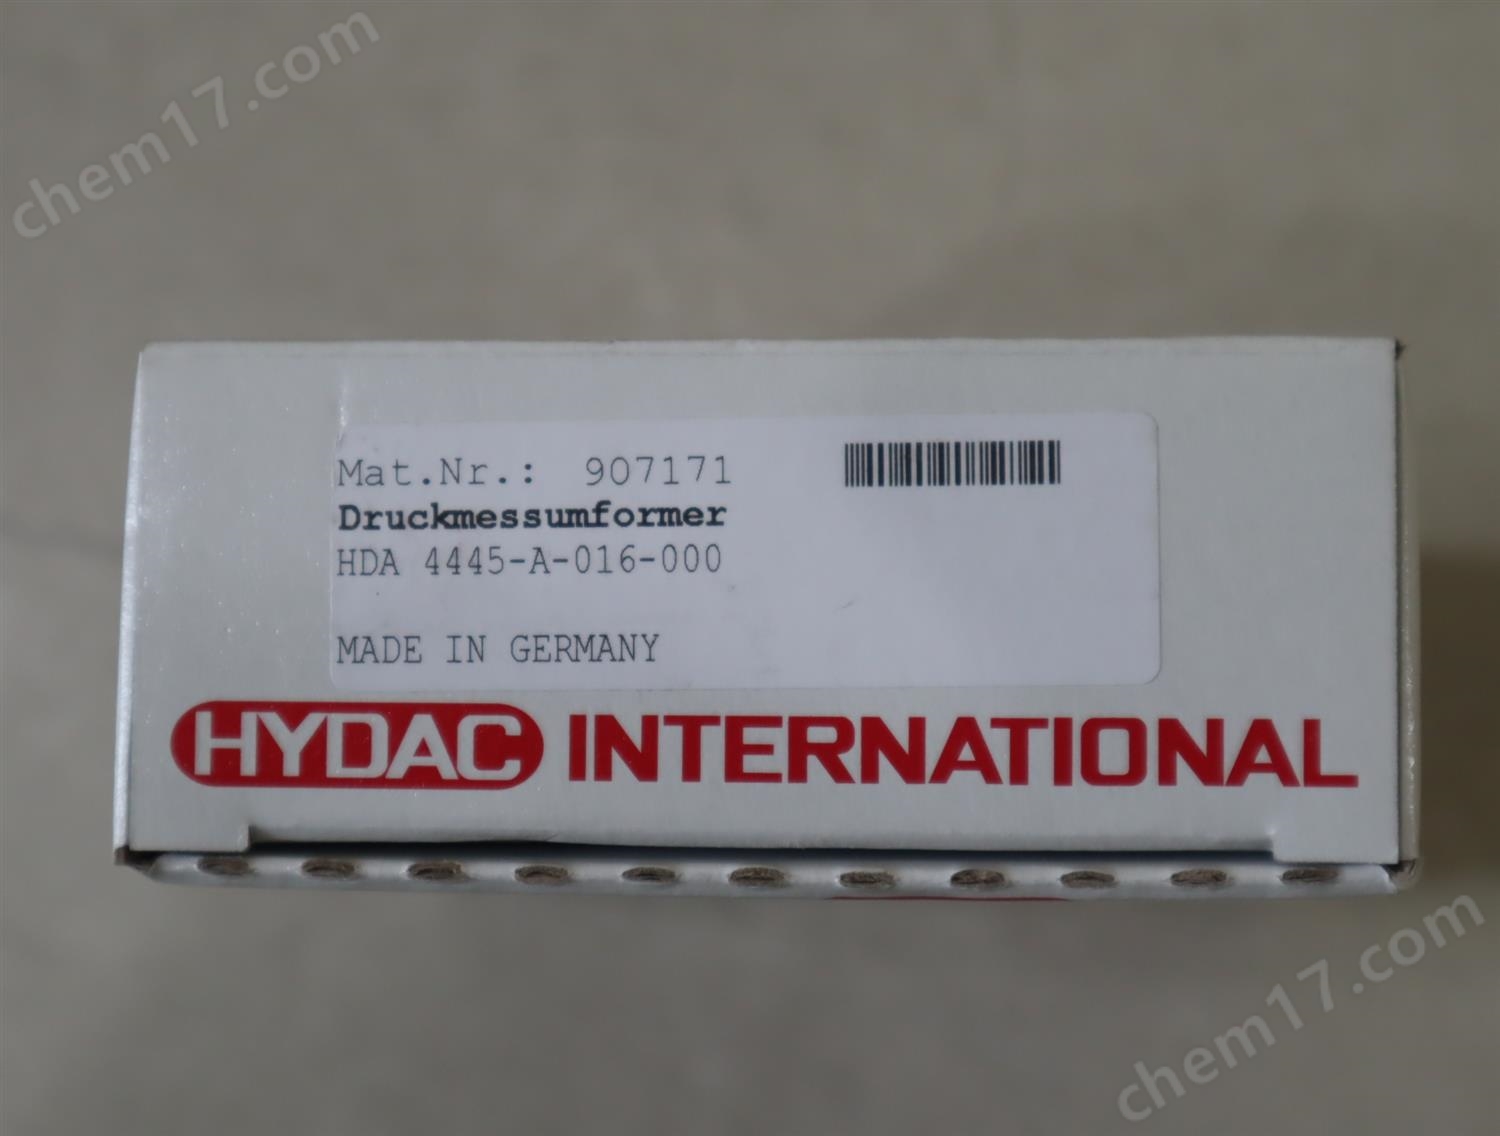 chem17.com
Mat.Nr.: 907171
Druckmessumformer
HDA 4445-A-016-000
MADE IN GERMANY
HYDAC INTERNATIONAL
chem17.com